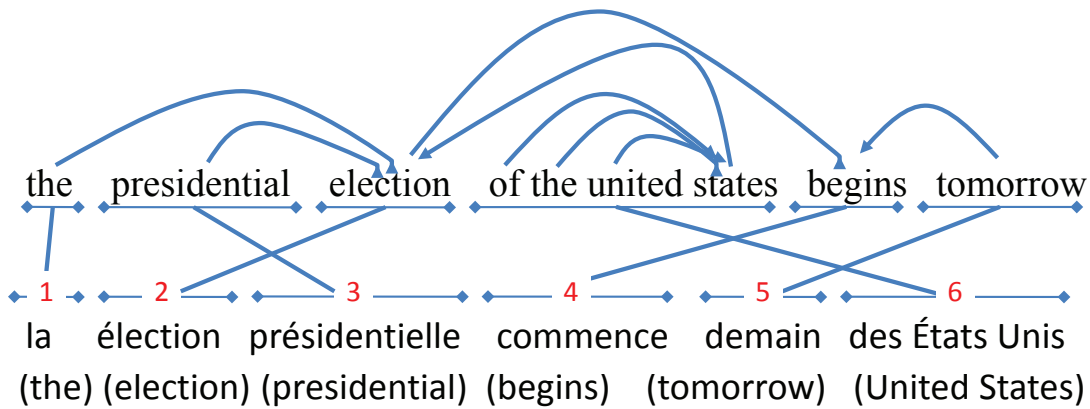 the presidential election of the united states begins tomorrow
1 2 3 4 5 6
la élection présidentielle commence demain des États Unis
(the) (election) (presidential) (begins) (tomorrow) (United States)